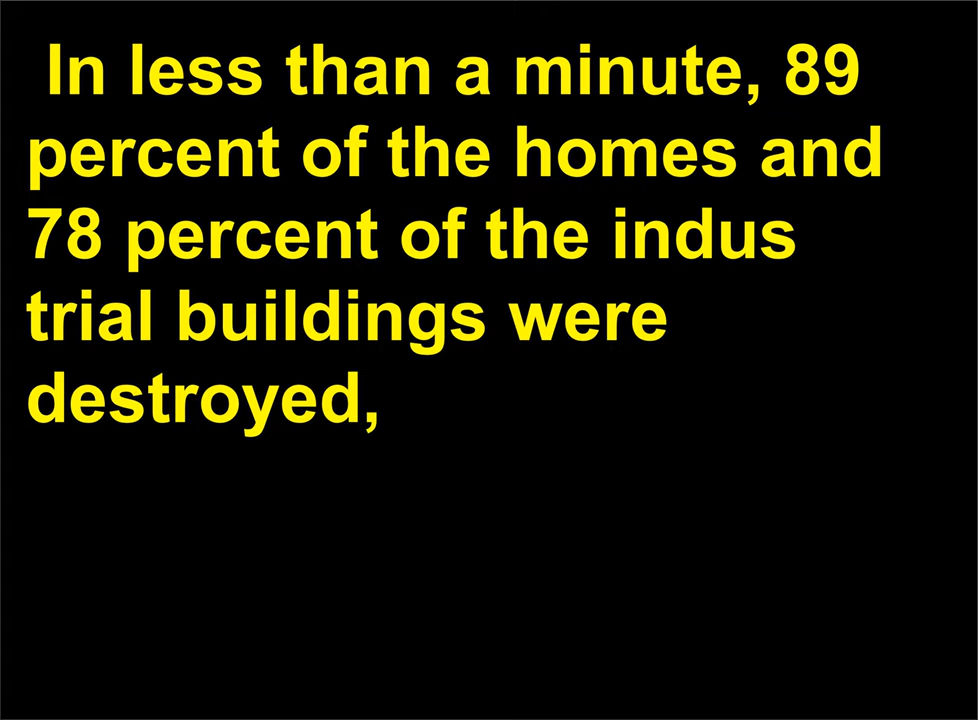 In less than a minute, 89
percent of the homes and
78 percent of the indus
trial buildings were
destroyed,